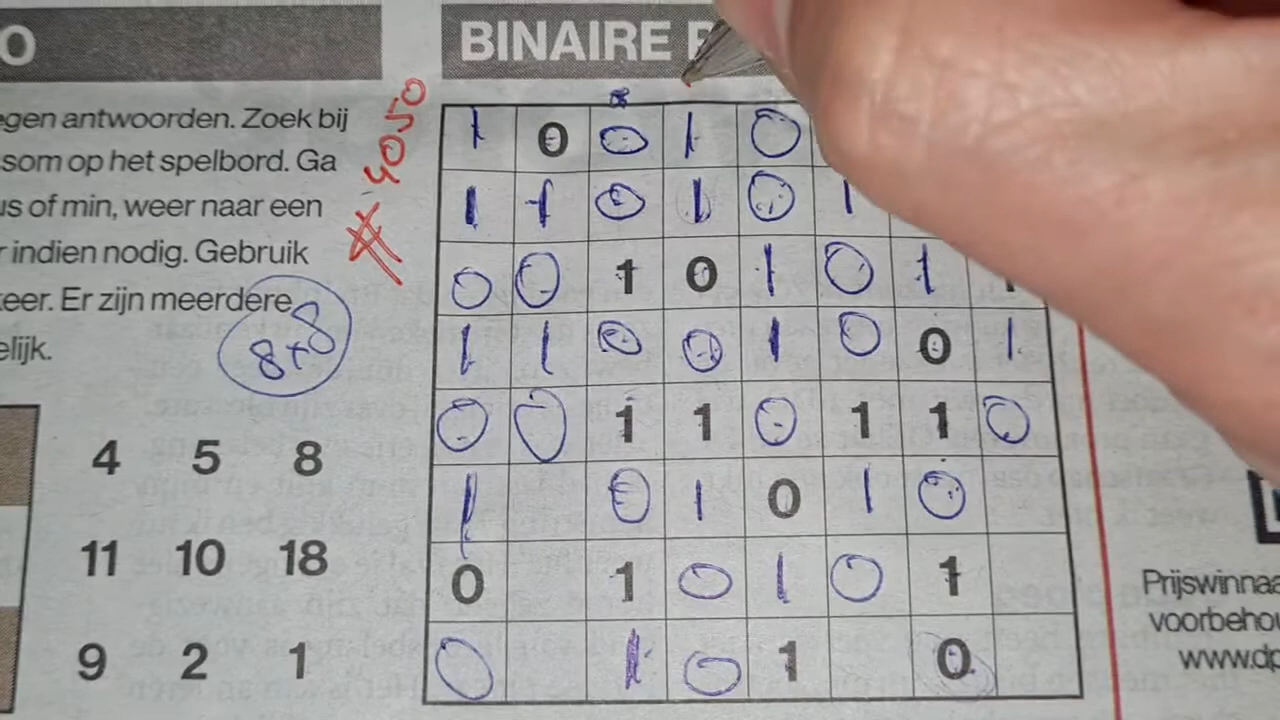 O
BINAIRE
egen antwoorden. Zoek bij
som op het spelbord. Ga
us of min, weer naar een
r indien nodig. Gebruik
keer. Er zijn meerdere
elijk.
# 4050
8x8
4 5 8
11 10 18
9 2 1
1 0 0 1 0
1 1 0 1 0 1
0 0 1 0 1 0 1 1
1 1 0 0 1 0 0 1
0 0 1 1 0 1 1 0
1 0 1 0 1 0
0 1 0 1 0 1
0 1 0 1 0
Prijswinnaa
voorbehou
www.dp